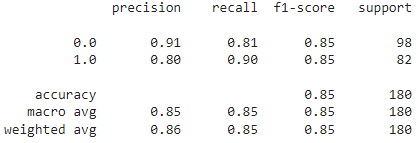 precision recall f1-score support
0.0 0.91 0.81 0.85 98
1.0 0.80 0.90 0.85 82
accuracy 0.85 180
macro avg 0.85 0.85 0.85 180
weighted avg 0.86 0.85 0.85 180